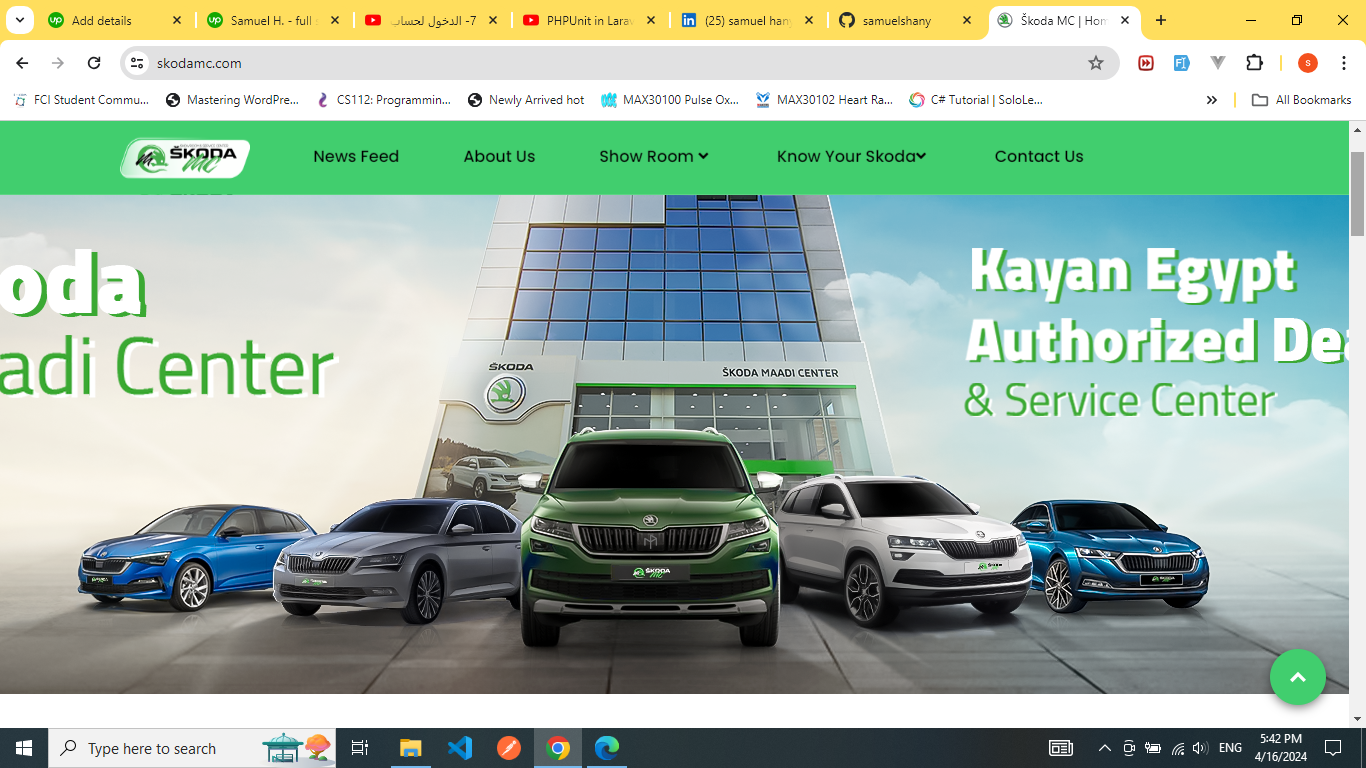 Add details
Samuel H. - full s
7- الدخول لحساب
PHPUnit in Larav
(25) samuel hany
samuelshany
Škoda MC | Hom
skodamc.com
S
FCI Student Commu...
Mastering WordPre...
CS112: Programmin...
Newly Arrived hot
MAX30100 Pulse Ox...
MAX30102 Heart Ra...
C# Tutorial | SoloLe...
All Bookmarks
ŠKODA
MC
News Feed
About Us
Show Room
Know Your Skoda
Contact Us
oda
adi Center
Kayan Egypt
Authorized Dea
& Service Center
ŠKODA
ŠKODA MAADI CENTER
ŠKODA
MC
Type here to search
ENG
5:42 PM
4/16/2024